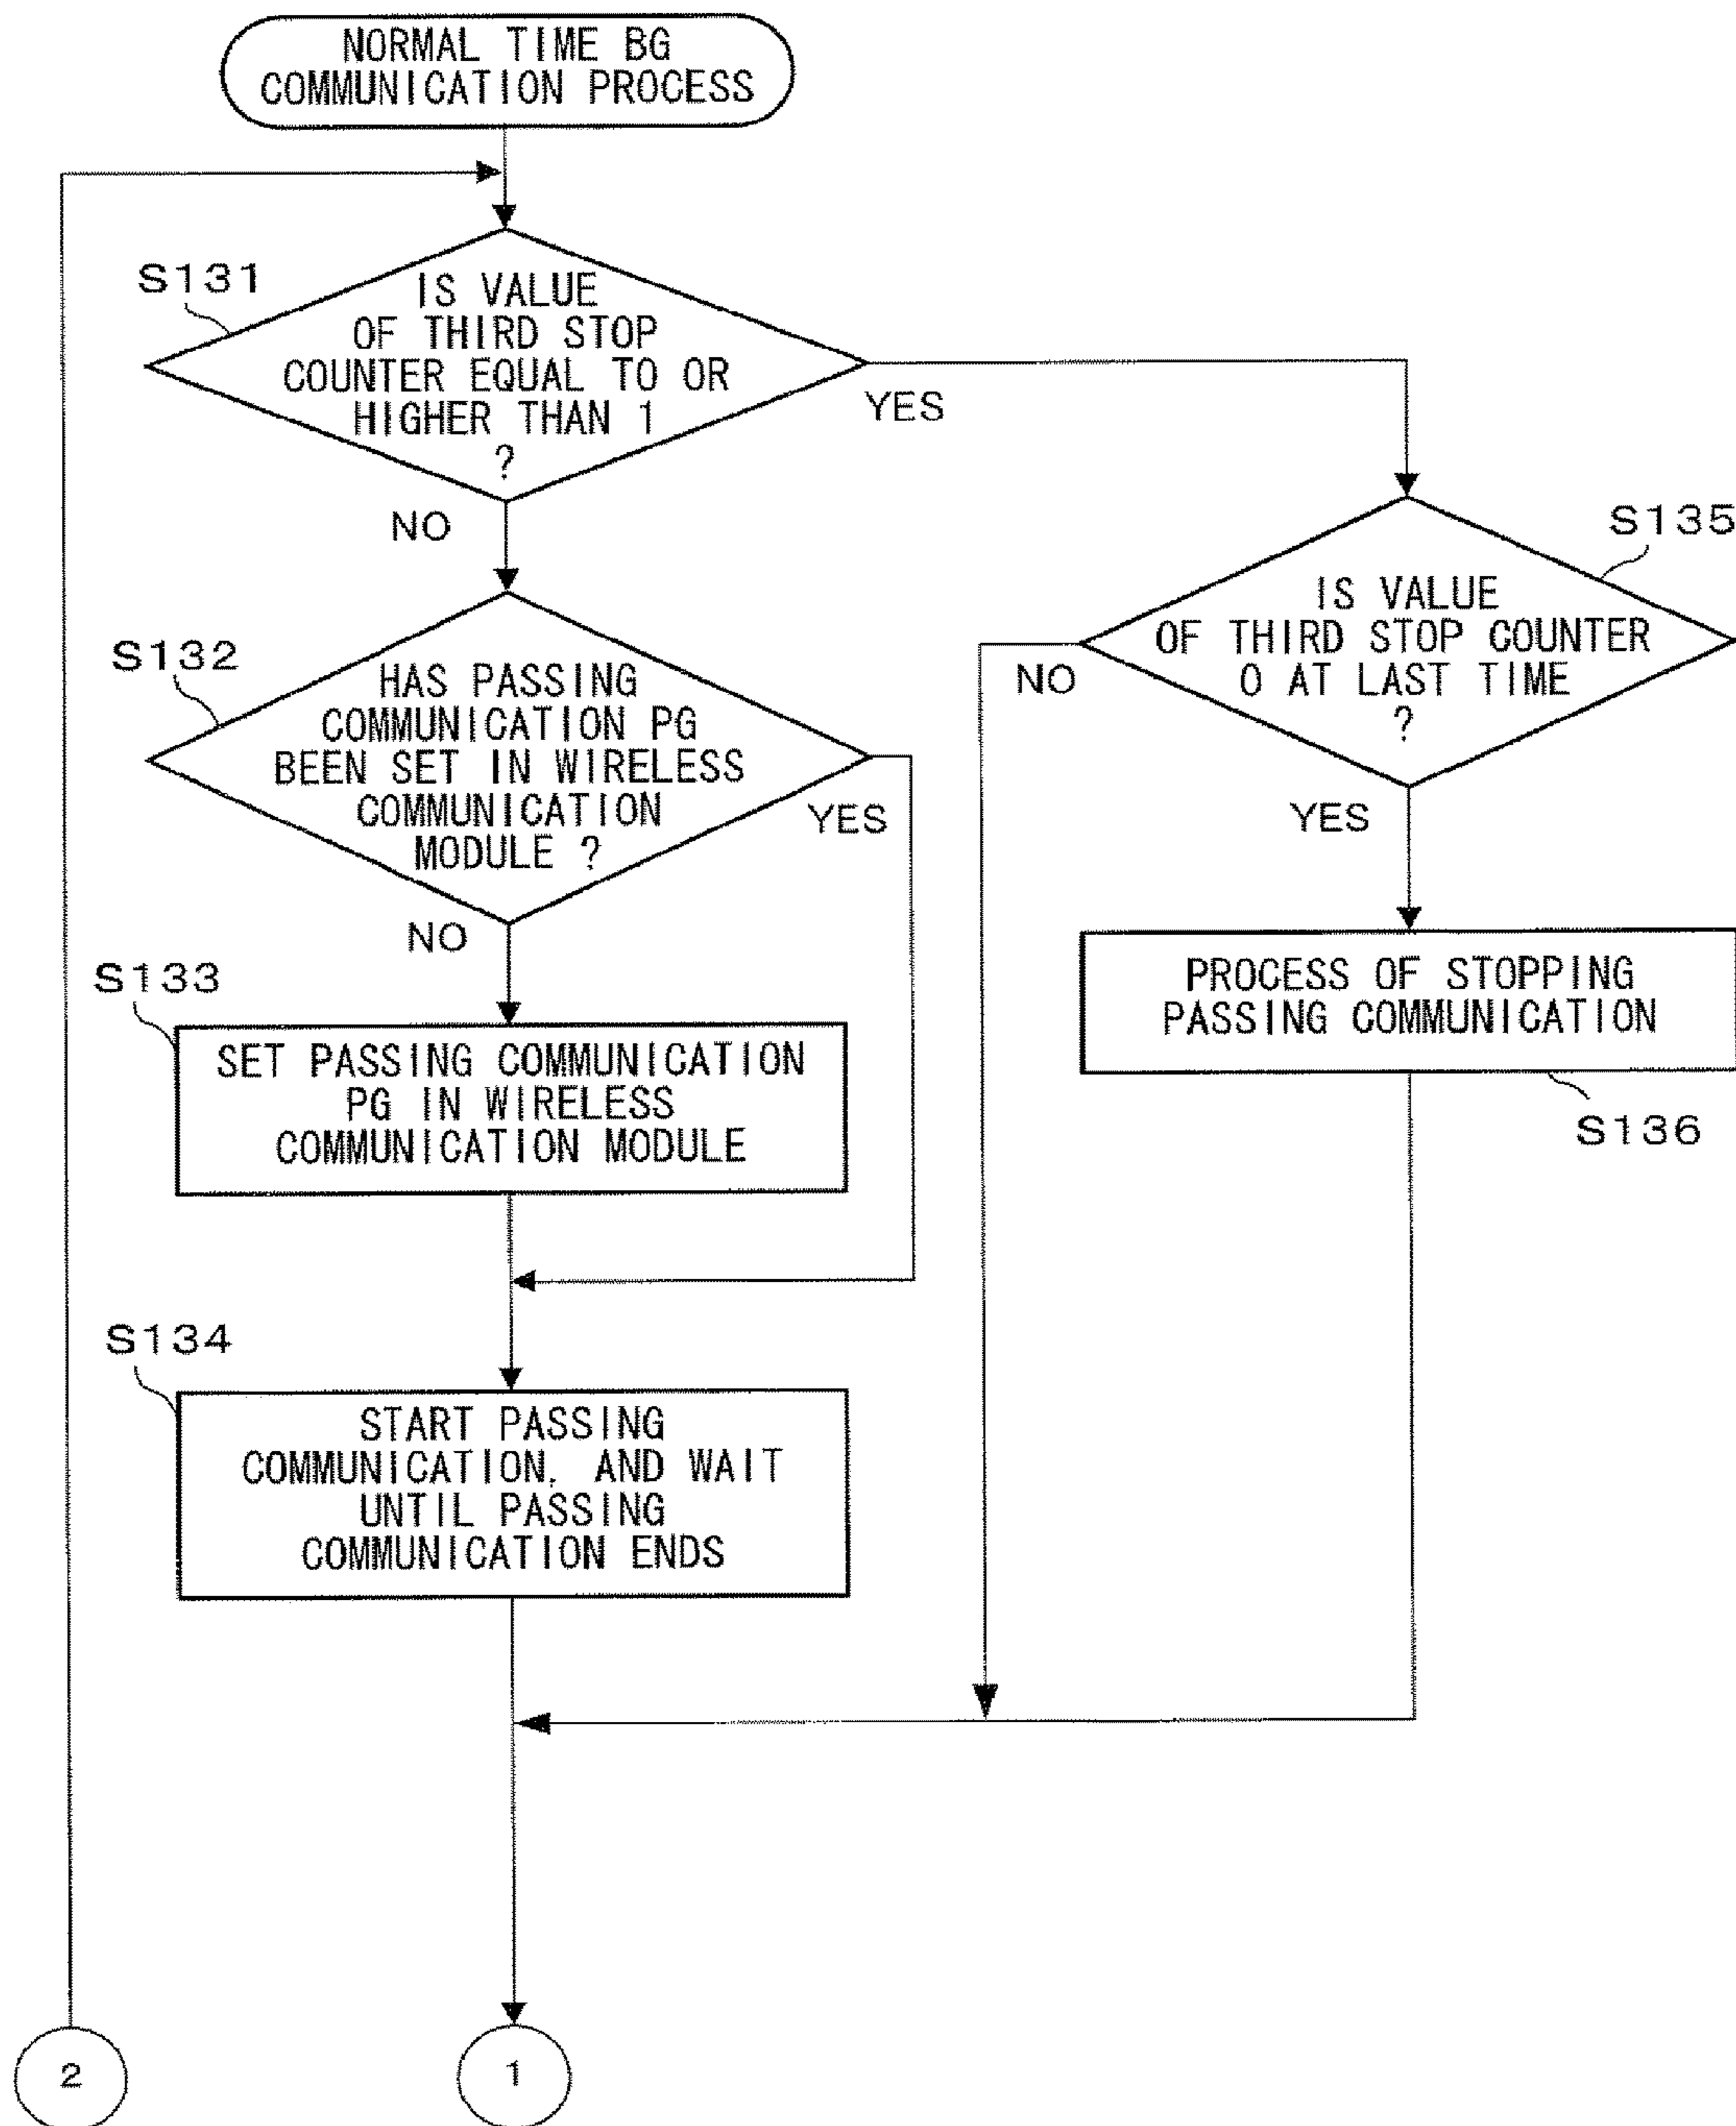 NORMAL TIME BG
COMMUNICATION PROCESS
S131
IS VALUE
OF THIRD STOP
COUNTER EQUAL TO OR
HIGHER THAN 1
?
YES
NO
S135
IS VALUE
OF THIRD STOP COUNTER
0 AT LAST TIME
?
NO
YES
S132
HAS PASSING
COMMUNICATION PG
BEEN SET IN WIRELESS
COMMUNICATION
MODULE ?
YES
NO
S133
SET PASSING COMMUNICATION
PG IN WIRELESS
COMMUNICATION MODULE
PROCESS OF STOPPING
PASSING COMMUNICATION
S136
S134
START PASSING
COMMUNICATION, AND WAIT
UNTIL PASSING
COMMUNICATION ENDS
2
1